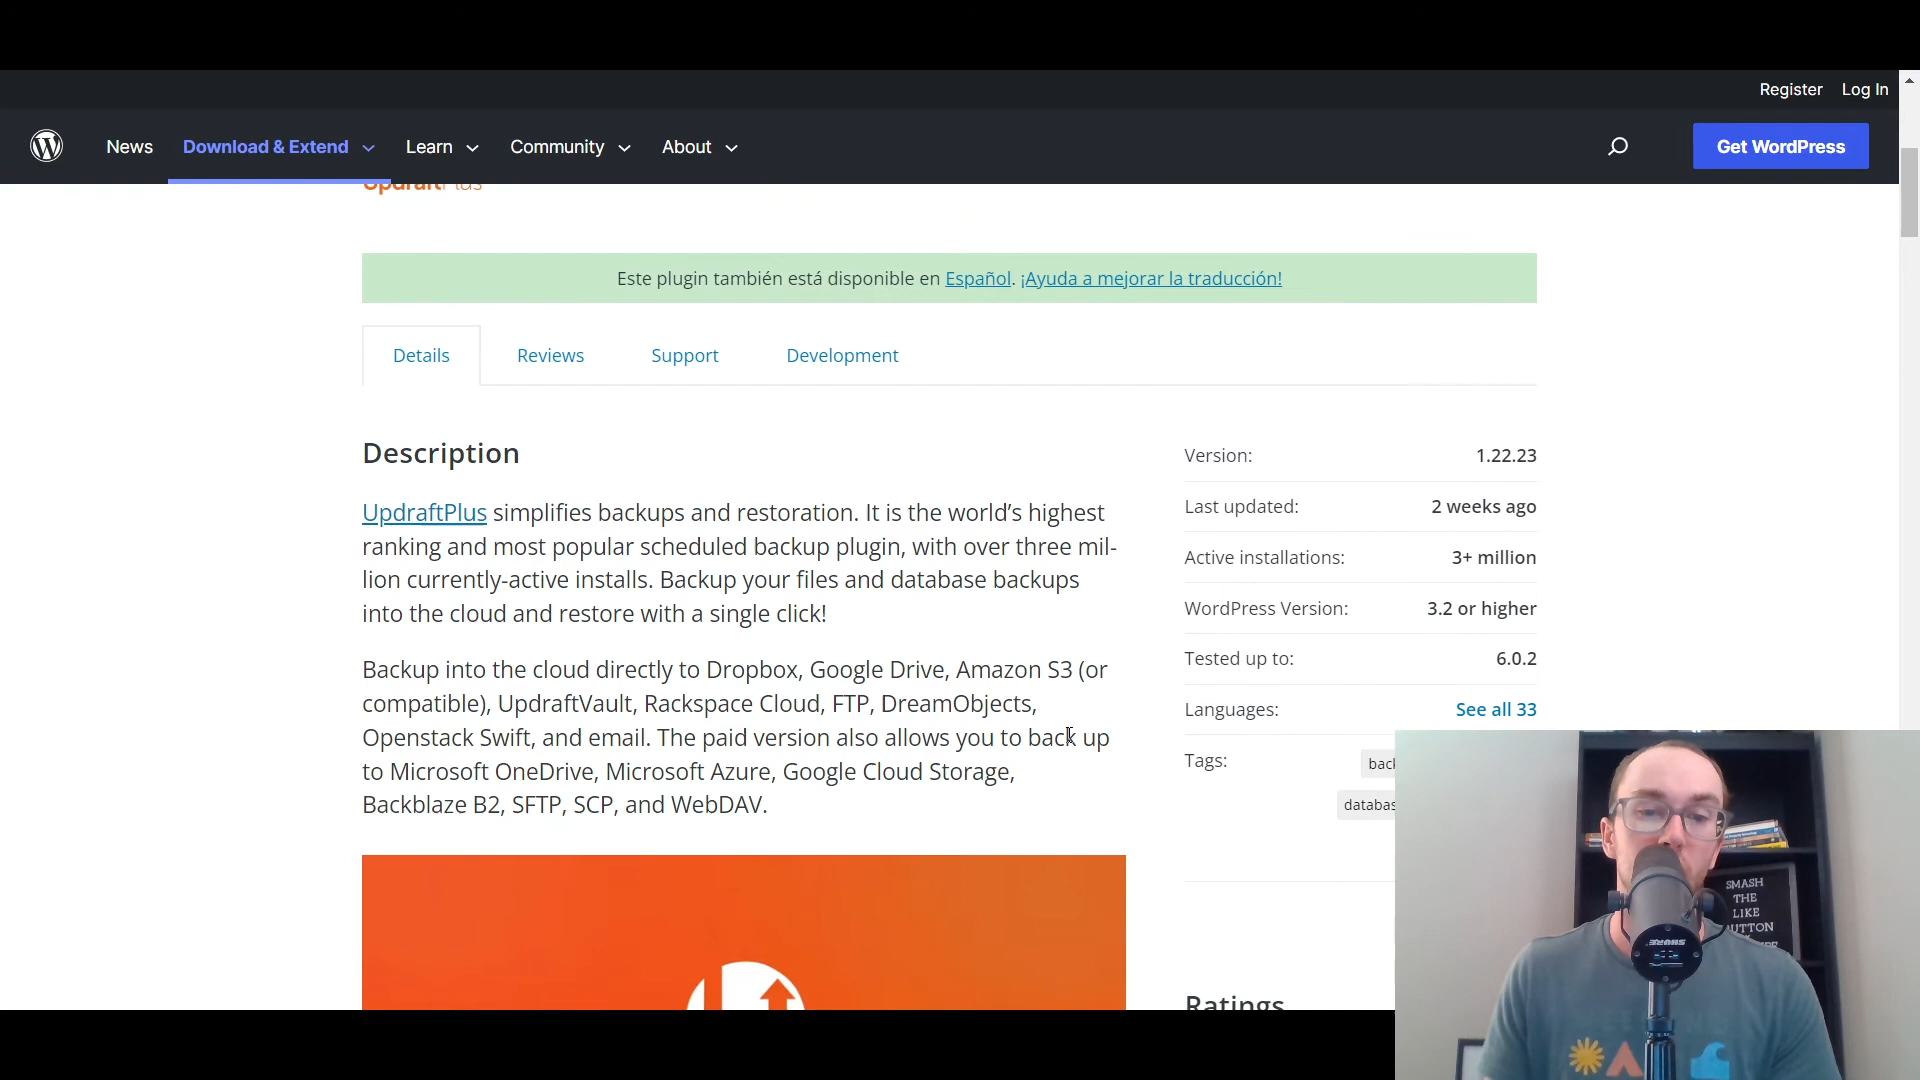 Register Log In
News Download & Extend Learn Community About Get WordPress
UpdraftPlus
Este plugin también está disponible en Español. ¡Ayuda a mejorar la traducción!
Details Reviews Support Development
Description
UpdraftPlus simplifies backups and restoration. It is the world’s highest
ranking and most popular scheduled backup plugin, with over three mil-
lion currently-active installs. Backup your files and database backups
into the cloud and restore with a single click!
Backup into the cloud directly to Dropbox, Google Drive, Amazon S3 (or
compatible), UpdraftVault, Rackspace Cloud, FTP, DreamObjects,
Openstack Swift, and email. The paid version also allows you to back up
to Microsoft OneDrive, Microsoft Azure, Google Cloud Storage,
Backblaze B2, SFTP, SCP, and WebDAV.
Version: 1.22.23
Last updated: 2 weeks ago
Active installations: 3+ million
WordPress Version: 3.2 or higher
Tested up to: 6.0.2
Languages: See all 33
Tags: back
databas
Ratings
SMASH
THE
LIKE
BUTTON
SHURE